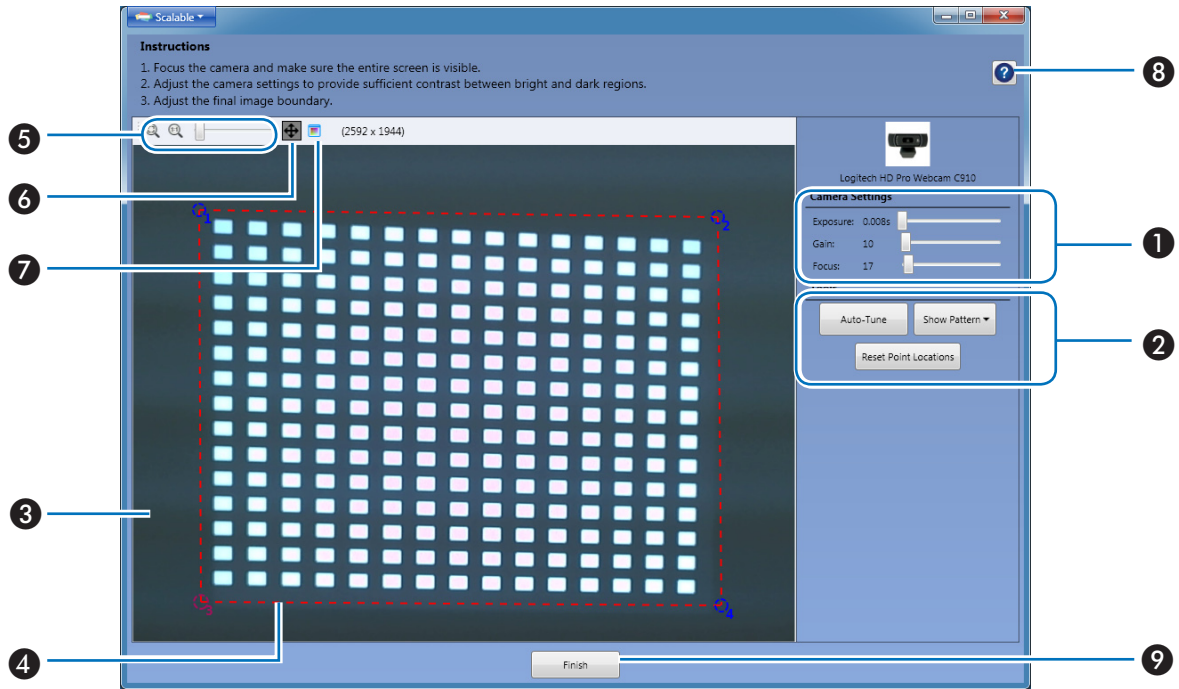 Scalable
Instructions
1. Focus the camera and make sure the entire screen is visible.
2. Adjust the camera settings to provide sufficient contrast between bright and dark regions.
3. Adjust the final image boundary.
8
5
(2592 x 1944)
Logitech HD Pro Webcam C910
6
Camera Settings
1
2
Exposure: 0.008s
7
Gain: 10
1
Focus: 17
Auto-Tune
Show Pattern
2
Reset Point Locations
3
3
4
4
Finish
9